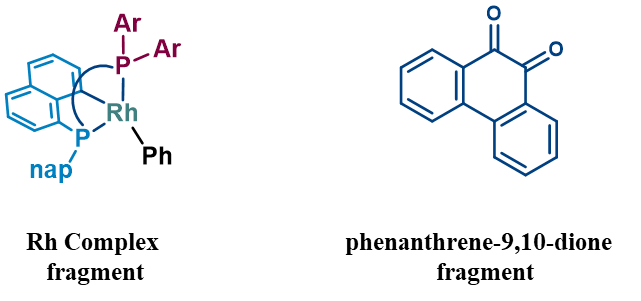 Ar
Ar
P
Rh
P
Ph
nap
O
O
Rh Complex
fragment
phenanthrene-9,10-dione
fragment